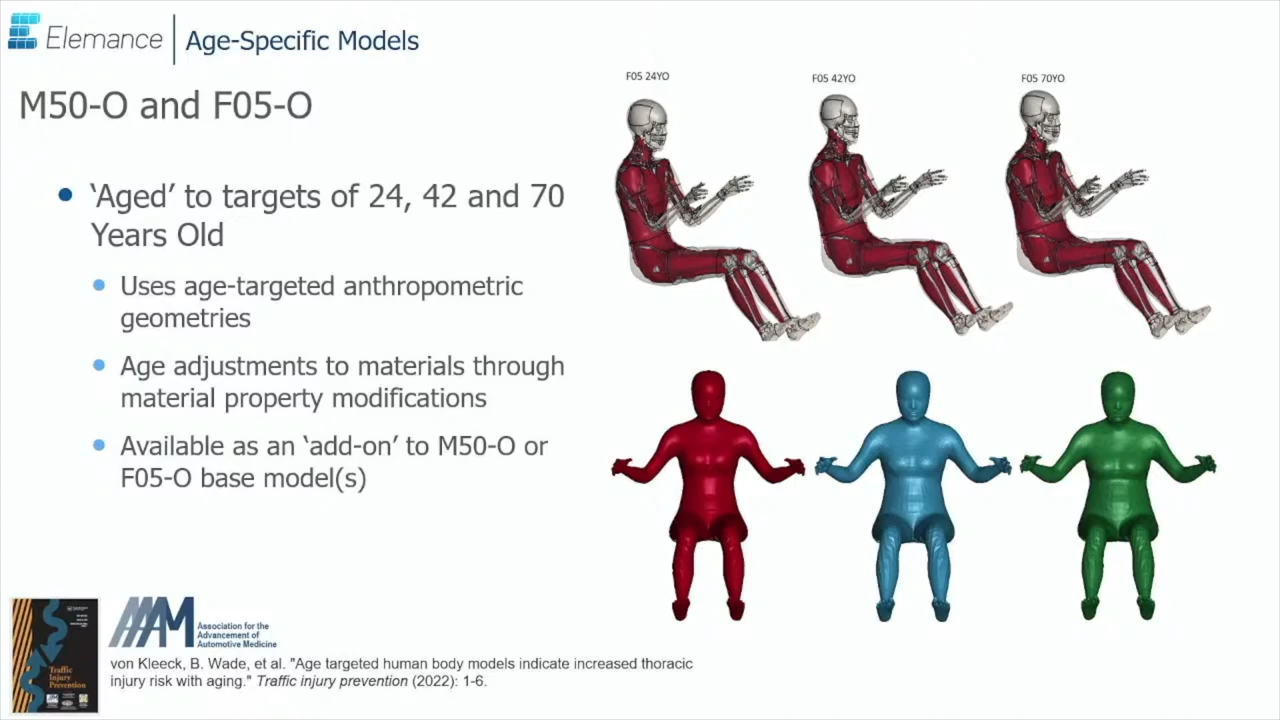 Elemance
Age-Specific Models
M50-O and F05-O
‘Aged’ to targets of 24, 42 and 70
Years Old
Uses age-targeted anthropometric
geometries
Age adjustments to materials through
material property modifications
Available as an ‘add-on’ to M50-O or
F05-O base model(s)
F05 24YO
F05 42YO
F05 70YO
Traffic
Injury
Prevention
AAAM
Association for the
Advancement of
Automotive Medicine
von Kleeck, B. Wade, et al. "Age targeted human body models indicate increased thoracic
injury risk with aging." Traffic injury prevention (2022): 1-6.